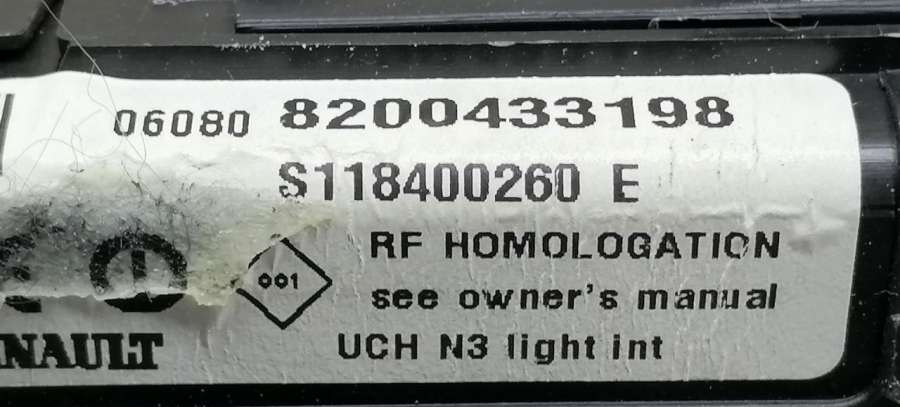 06080 8200433198
S118400260 E
RF HOMOLOGATION
001
see owner's manual
NAULT
UCH N3 light int